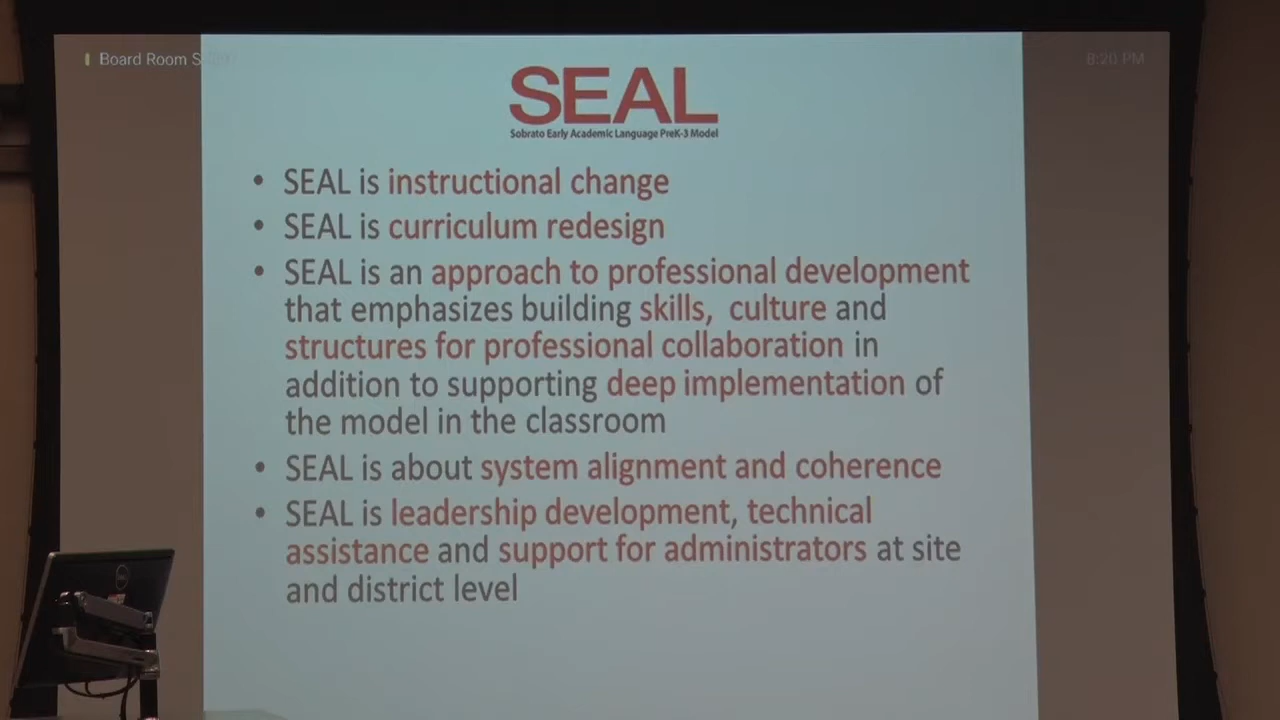 Board Room S
8:20 PM
SEAL
Sobrato Early Academic Language PreK-3 Model
• SEAL is instructional change
• SEAL is curriculum redesign
• SEAL is an approach to professional development
that emphasizes building skills, culture and
structures for professional collaboration in
addition to supporting deep implementation of
the model in the classroom
• SEAL is about system alignment and coherence
• SEAL is leadership development, technical
assistance and support for administrators at site
and district level